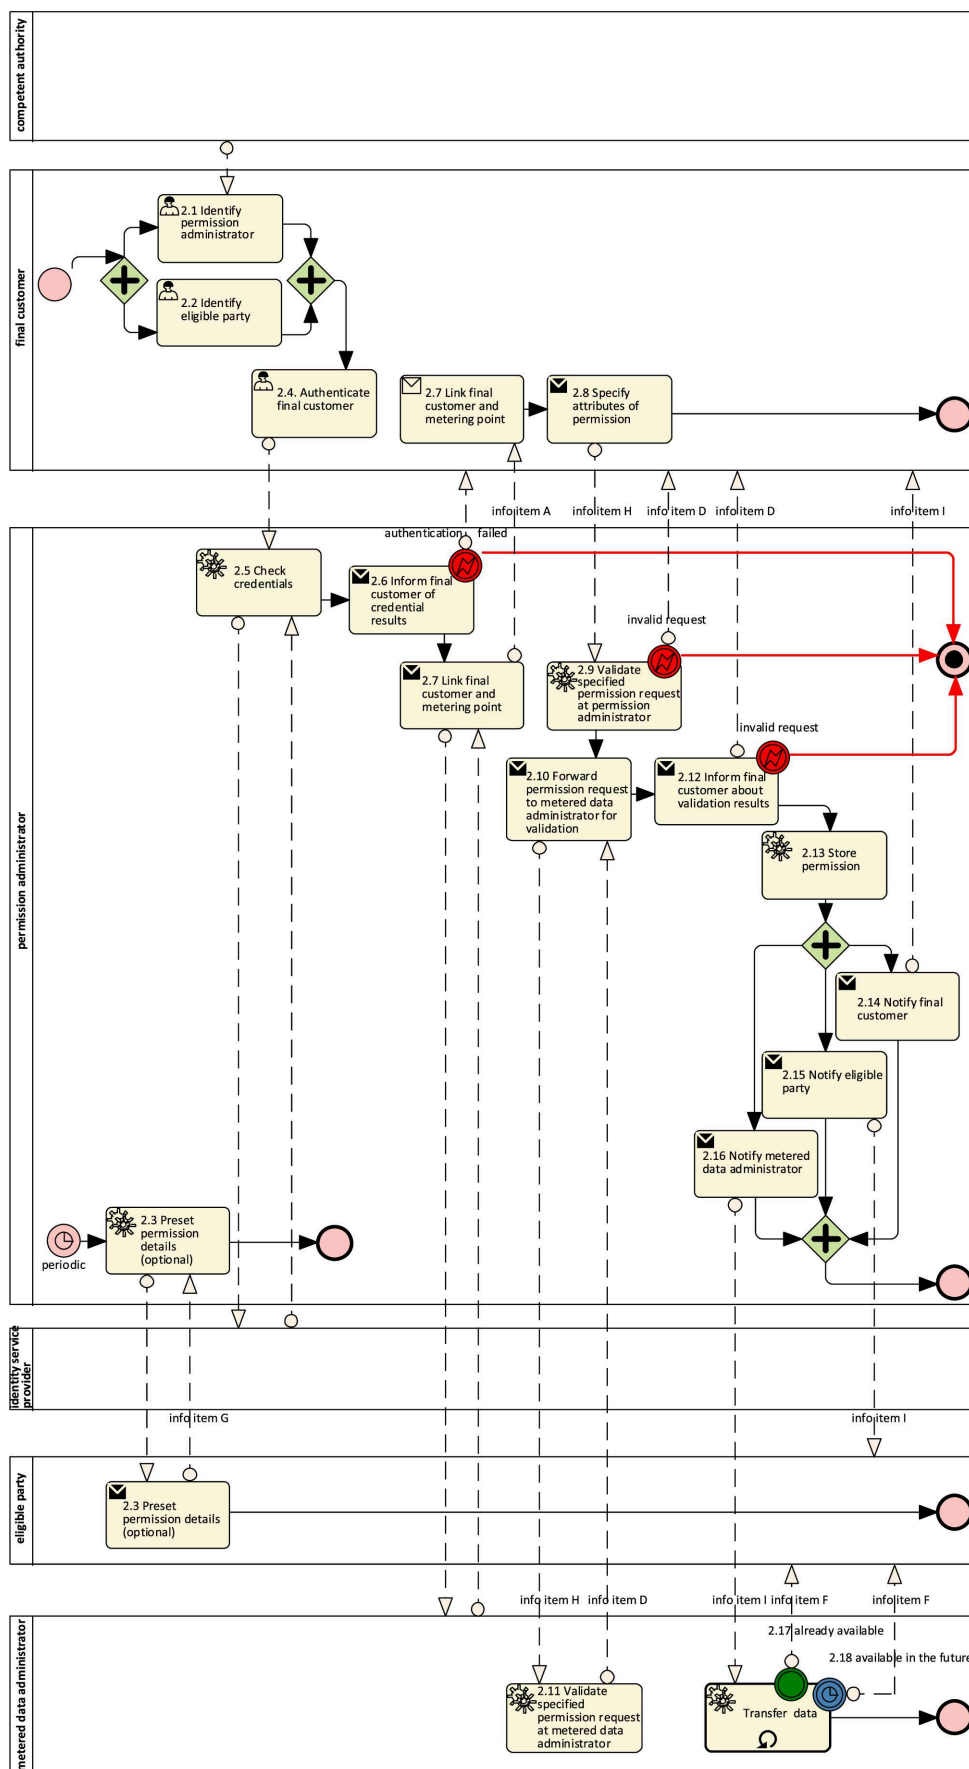 competent authority
final customer
2.1 Identify
permission
administrator
2.2 Identify
eligible party
2.4. Authenticate
final customer
2.7 Link final
customer and
metering point
2.8 Specify
attributes of
permission
info item A
info item H
info item D
info item D
info item I
permission administrator
authentication failed
2.5 Check
credentials
2.6 Inform final
customer of
credential
results
invalid request
2.7 Link final
customer and
metering point
2.9 Validate
specified
permission request
at permission
administrator
invalid request
2.10 Forward
permission request
to metered data
administrator for
validation
2.12 Inform final
customer about
validation results
2.13 Store
permission
2.14 Notify final
customer
2.15 Notify eligible
party
2.16 Notify metered
data administrator
2.3 Preset
permission
details
(optional)
periodic
identity service
provider
info item G
info item I
eligible party
2.3 Preset
permission details
(optional)
info item H
info item D
info item I
info item F
info item F
metered data administrator
2.17 already available
2.18 available in the future
2.11 Validate
specified
permission request
at metered data
administrator
Transfer data